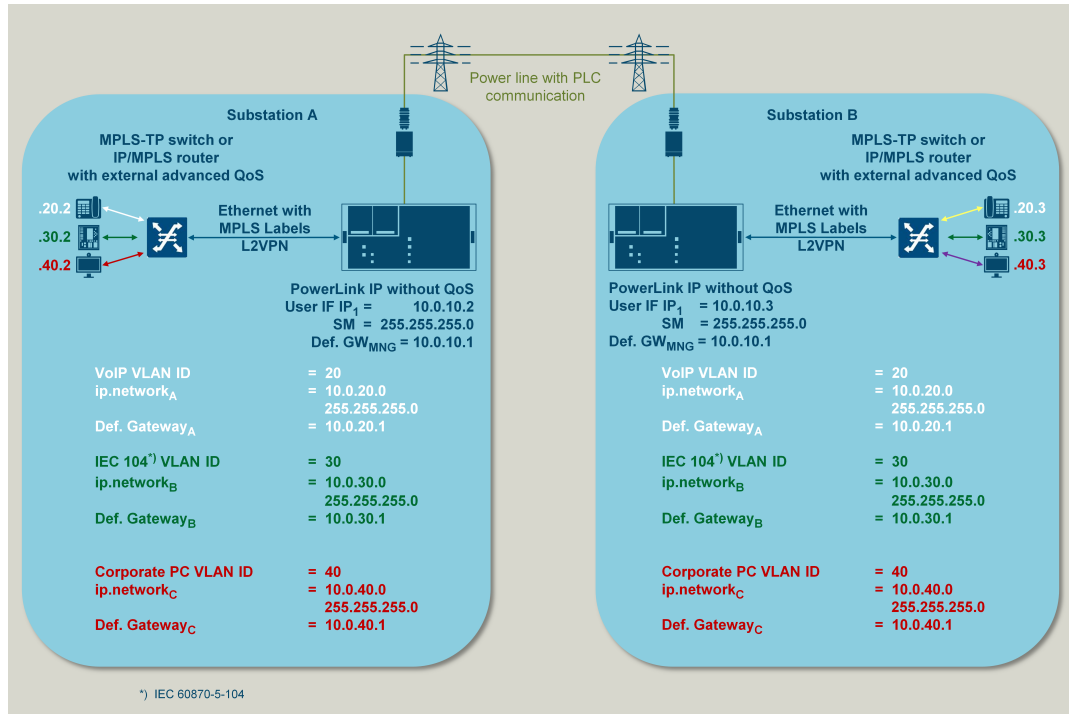 Power line with PLC
communication
Substation A
MPLS-TP switch or
IP/MPLS router
with external advanced QoS
.20.2
.30.2
.40.2
Ethernet with
MPLS Labels
L2VPN
PowerLink IP without QoS
User IF IP1 = 10.0.10.2
SM = 255.255.255.0
Def. GWMNG = 10.0.10.1
VoIP VLAN ID = 20
ip.networkA = 10.0.20.0
255.255.255.0
Def. GatewayA = 10.0.20.1
IEC 104*) VLAN ID = 30
ip.networkB = 10.0.30.0
255.255.255.0
Def. GatewayB = 10.0.30.1
Corporate PC VLAN ID = 40
ip.networkC = 10.0.40.0
255.255.255.0
Def. GatewayC = 10.0.40.1
Substation B
MPLS-TP switch or
IP/MPLS router
with external advanced QoS
Ethernet with
MPLS Labels
L2VPN
.20.3
.30.3
.40.3
PowerLink IP without QoS
User IF IP1 = 10.0.10.3
SM = 255.255.255.0
Def. GWMNG = 10.0.10.1
VoIP VLAN ID = 20
ip.networkA = 10.0.20.0
255.255.255.0
Def. GatewayA = 10.0.20.1
IEC 104*) VLAN ID = 30
ip.networkB = 10.0.30.0
255.255.255.0
Def. GatewayB = 10.0.30.1
Corporate PC VLAN ID = 40
ip.networkC = 10.0.40.0
255.255.255.0
Def. GatewayC = 10.0.40.1
*) IEC 60870-5-104